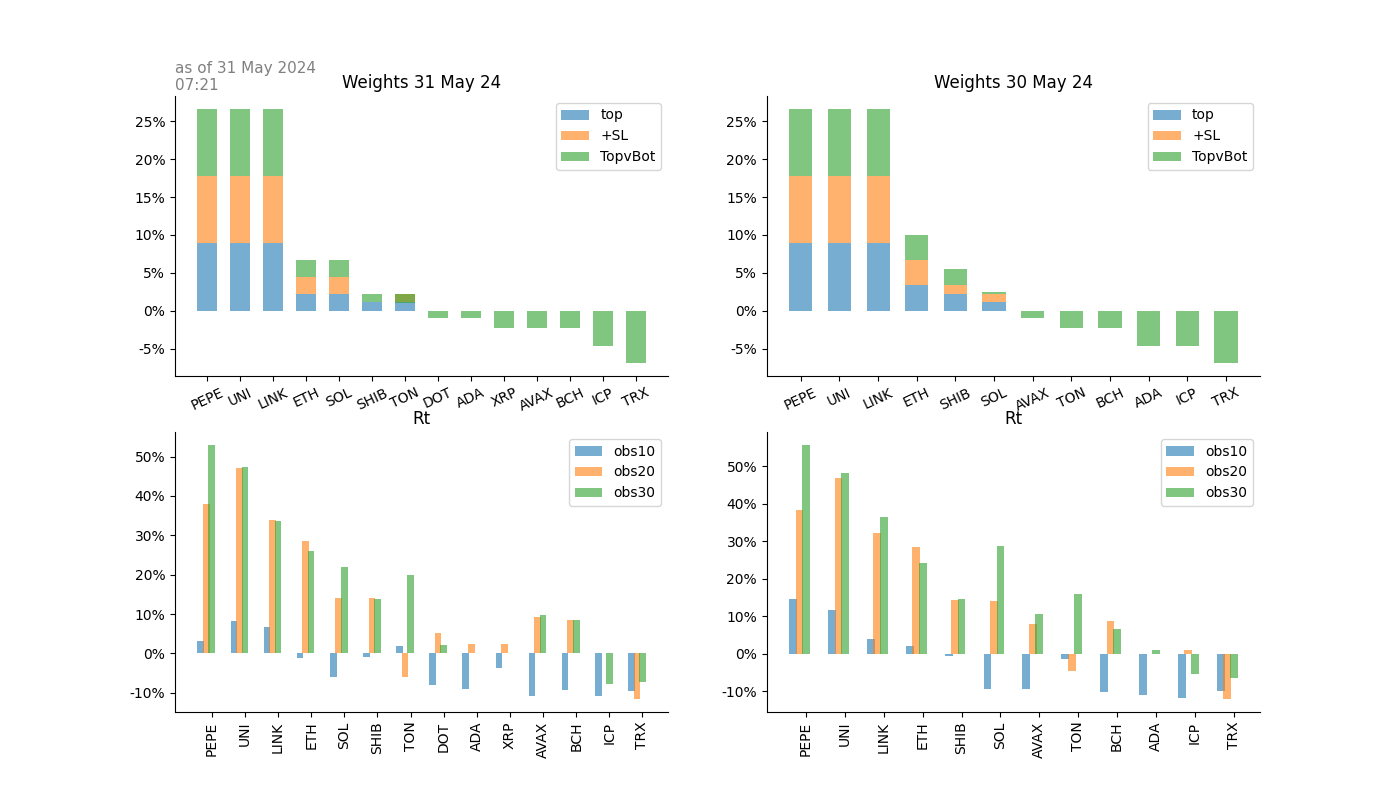 as of 31 May 2024
07:21
Weights 31 May 24
25%
20%
15%
10%
5%
0%
-5%
top
+SL
TopvBot
PEPE UNI LINK ETH SOL SHIB TON DOT ADA XRP AVAX BCH ICP TRX
Weights 30 May 24
25%
20%
15%
10%
5%
0%
-5%
top
+SL
TopvBot
PEPE UNI LINK ETH SHIB SOL AVAX TON BCH ADA ICP TRX
Rt
50%
40%
30%
20%
10%
0%
-10%
obs10
obs20
obs30
PEPE UNI LINK ETH SOL SHIB TON DOT ADA XRP AVAX BCH ICP TRX
Rt
50%
40%
30%
20%
10%
0%
-10%
obs10
obs20
obs30
PEPE UNI LINK ETH SHIB SOL AVAX TON BCH ADA ICP TRX